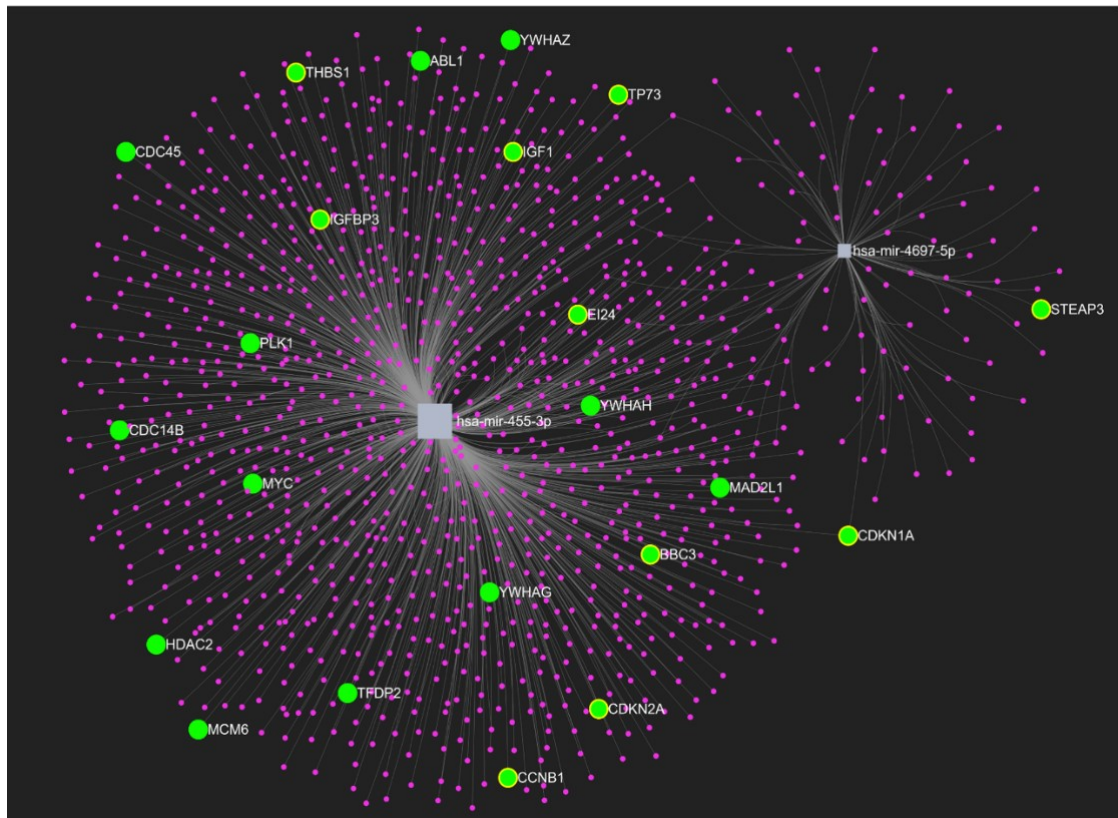 YWHAZ
ABL1
THBS1
TP73
CDC45
IGF1
IGFBP3
hsa-mir-4697-5p
STEAP3
EI24
PLK1
YWHAH
hsa-mir-455-3p
CDC14B
MYC
MAD2L1
CDKN1A
BBC3
YWHAG
HDAC2
TFDP2
CDKN2A
MCM6
CCNB1